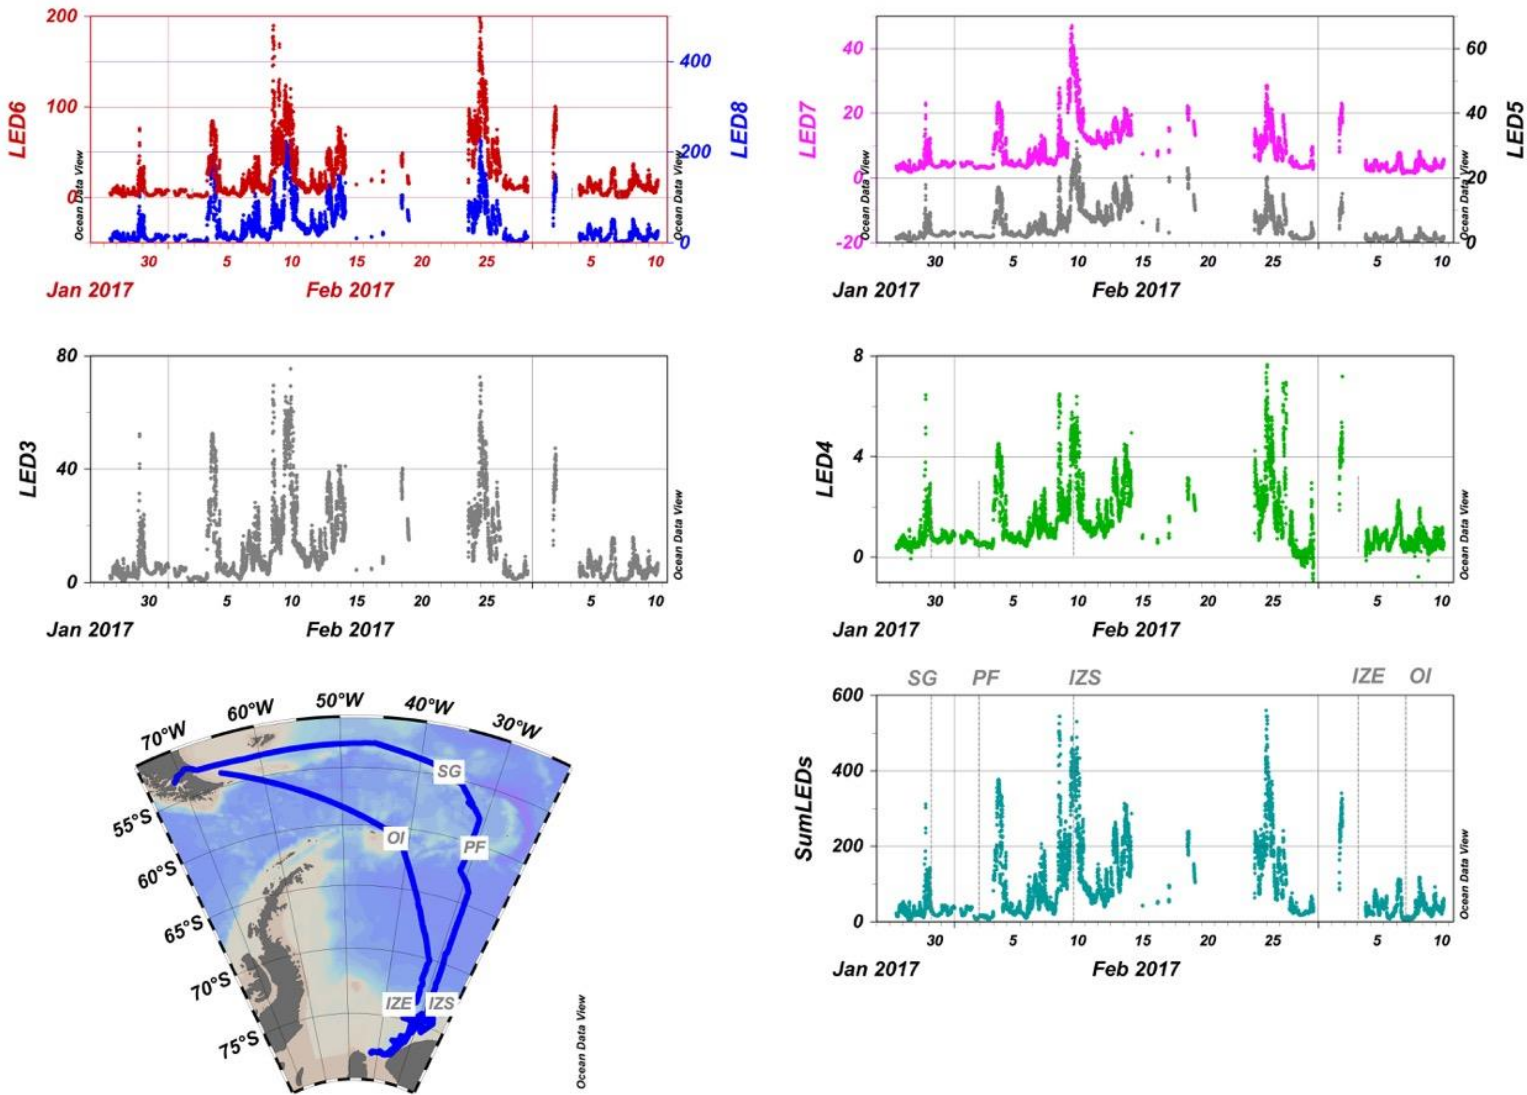 200
100
0
LED6
400
200
0
LED8
Ocean Data View
Ocean Data View
30 5 10 15 20 25 5 10
Jan 2017 Feb 2017
40
20
0
-20
LED7
60
40
20
0
LED5
Ocean Data View
Ocean Data View
30 5 10 15 20 25 5 10
Jan 2017 Feb 2017
80
40
0
LED3
Ocean Data View
30 5 10 15 20 25 5 10
Jan 2017 Feb 2017
8
4
0
LED4
Ocean Data View
30 5 10 15 20 25 5 10
Jan 2017 Feb 2017
70°W 60°W 50°W 40°W 30°W
55°S
60°S
65°S
70°S
75°S
SG
OI
PF
IZE IZS
Ocean Data View
SG PF IZS IZE OI
600
400
200
0
SumLEDs
Ocean Data View
30 5 10 15 20 25 5 10
Jan 2017 Feb 2017